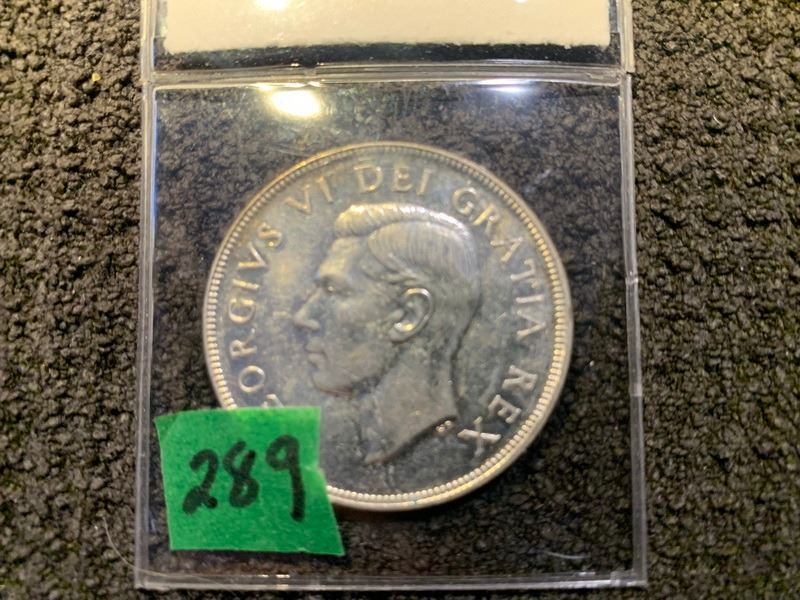 GEORGIVS VI DEI GRATIA REX
289